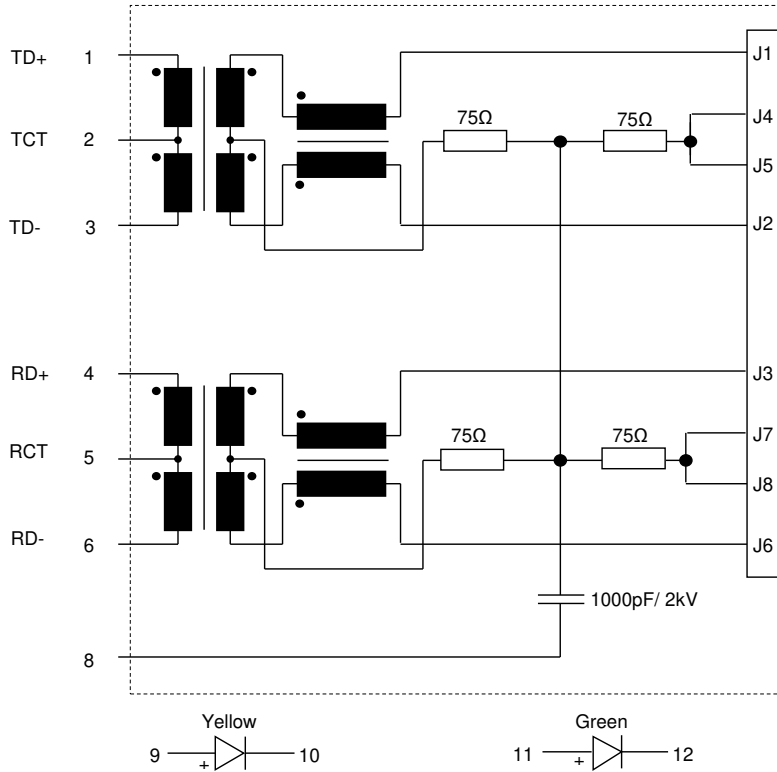 TD+ 1 J1
75Ω 75Ω J4
TCT 2
J5
TD- 3 J2
RD+ 4 J3
75Ω 75Ω J7
RCT 5
J8
RD- 6 J6
1000pF/ 2kV
8
Yellow Green
9 + 10 11 + 12